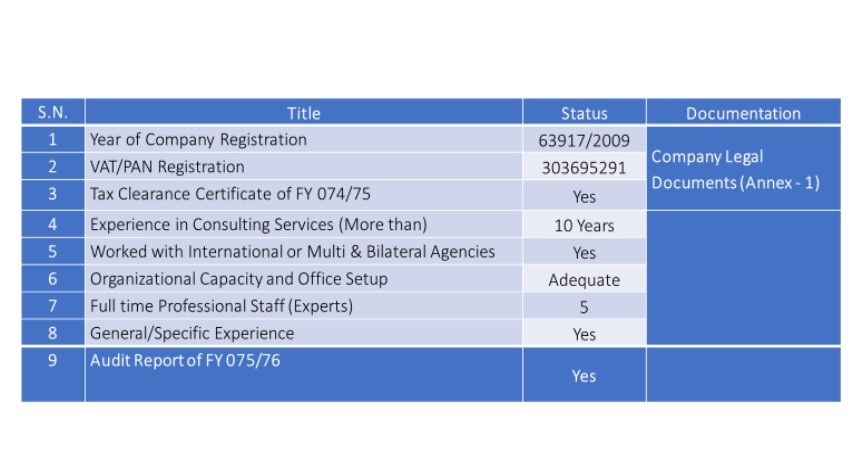 S.N. Title Status Documentation
1 Year of Company Registration 63917/2009
2 VAT/PAN Registration 303695291
3 Tax Clearance Certificate of FY 074/75 Yes
Company Legal
Documents (Annex - 1)
4 Experience in Consulting Services (More than) 10 Years
5 Worked with International or Multi & Bilateral Agencies Yes
6 Organizational Capacity and Office Setup Adequate
7 Full time Professional Staff (Experts) 5
8 General/Specific Experience Yes
9 Audit Report of FY 075/76 Yes